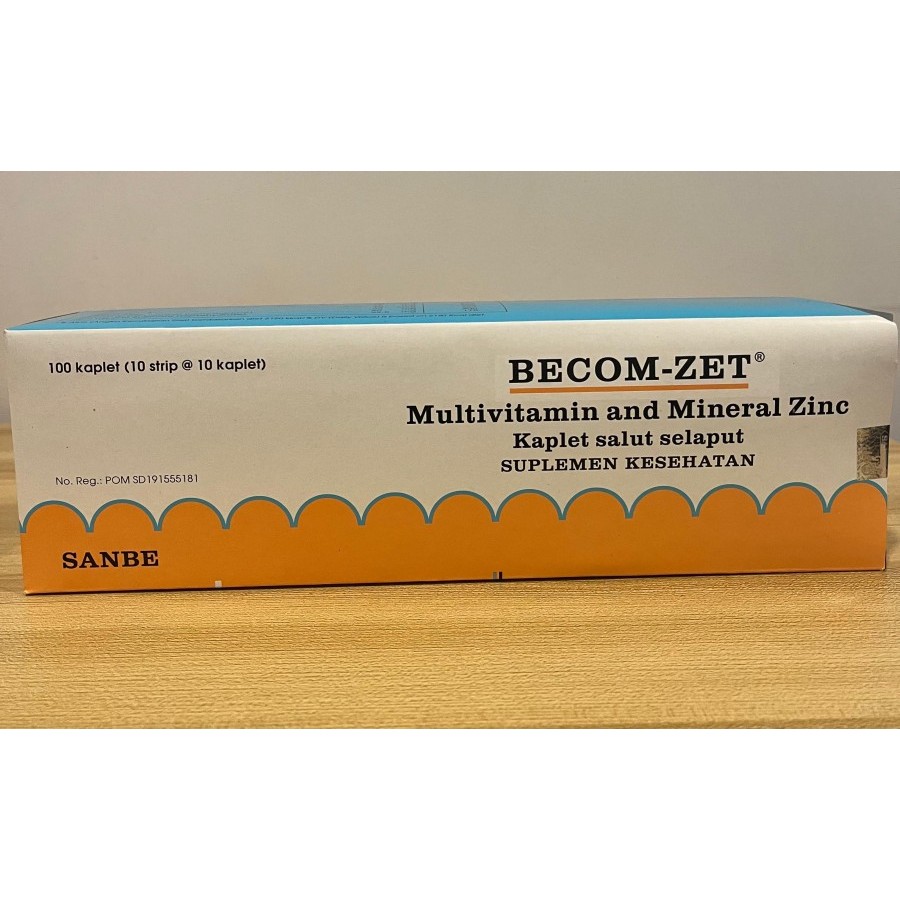 100 kaplet (10 strip @ 10 kaplet)
BECOM-ZET®
Multivitamin and Mineral Zinc
Kaplet salut selaput
SUPLEMEN KESEHATAN
No. Reg.: POM SD191555181
SANBE